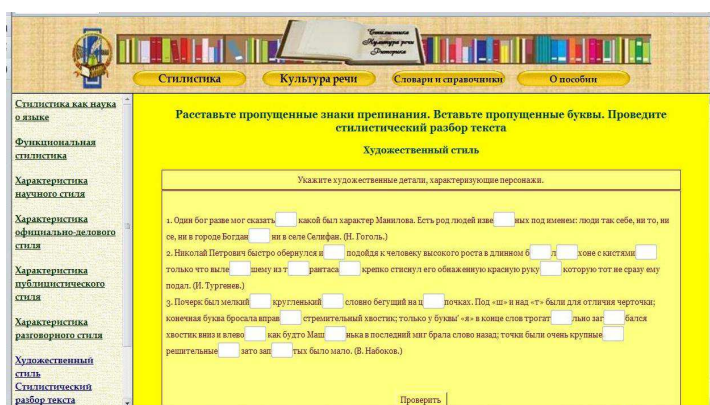 Стилистика
Культура речи
Риторика
Стилистика
Культура речи
Словари и справочники
О пособии
Стилистика как наука
о языке
Функциональная
стилистика
Характеристика
научного стиля
Характеристика
официально-делового
стиля
Характеристика
публицистического
стиля
Характеристика
разговорного стиля
Художественный
стиль
Стилистический
разбор текста
Расставьте пропущенные знаки препинания. Вставьте пропущенные буквы. Проведите
стилистический разбор текста
Художественный стиль
Укажите художественные детали, характеризующие персонажи.
1. Один бог разве мог сказать какой был характер Манилова. Есть род людей изве ных под именем: люди так себе, ни то, ни
се, ни в городе Богдан ни в селе Селифан. (Н. Гоголь.)
2. Николай Петрович быстро обернулся и подойдя к человеку высокого роста в длинном б л хоне с кистями
только что выле шему из т рантаса крепко стиснул его обнаженную красную руку которую тот не сразу ему
подал. (И. Тургенев.)
3. Почерк был мелкий кругленький словно бегущий на ц почках. Под «ш» и над «т» были для отличия черточки;
конечная буква бросала вправ стремительный хвостик; только у буквы' «я» в конце слов трогат льно заг бался
хвостик вниз и влево как будто Маш нька в последний миг брала слово назад; точки были очень крупные
решительные зато зап тых было мало. (В. Набоков.)
Проверить